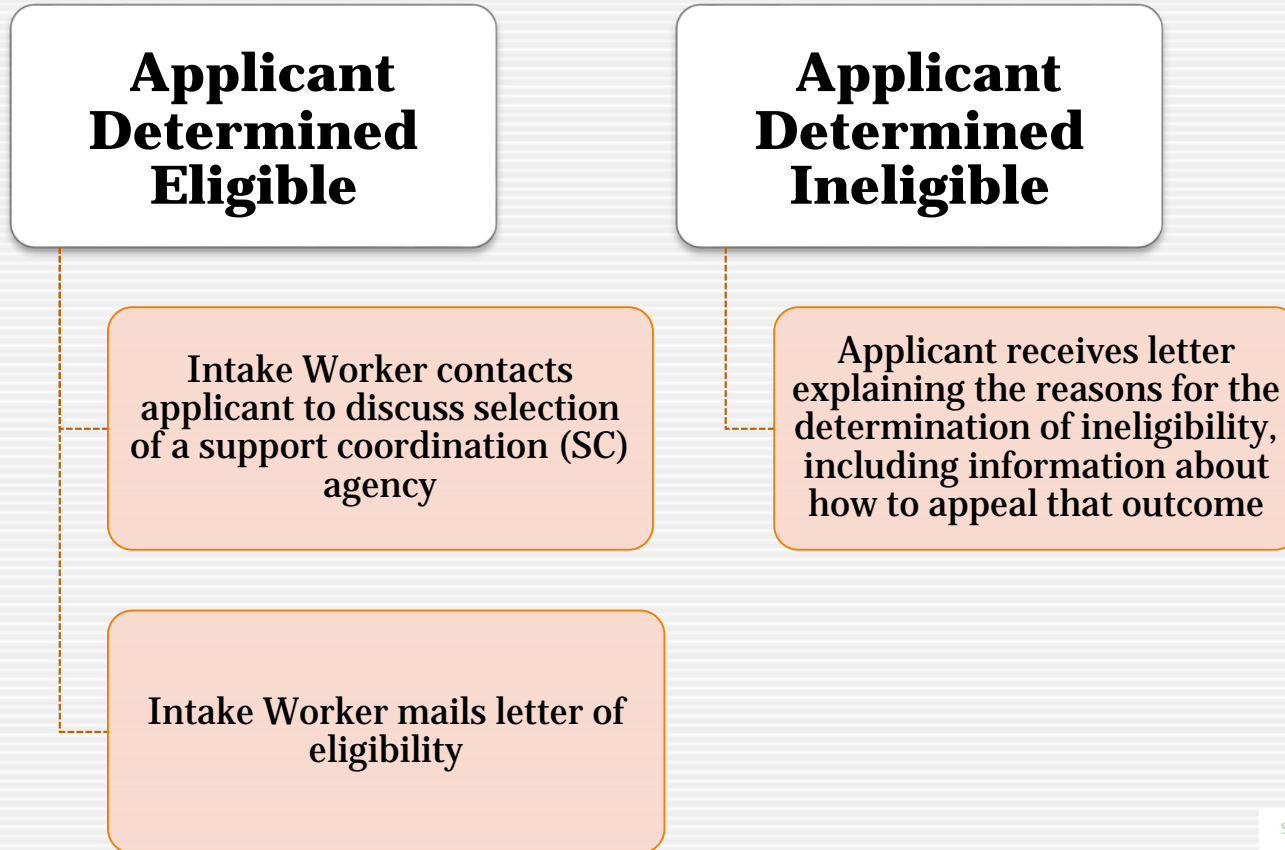 Applicant
Determined
Eligible
Intake Worker contacts
applicant to discuss selection
of a support coordination (SC)
agency
Intake Worker mails letter of
eligibility
Applicant
Determined
Ineligible
Applicant receives letter
explaining the reasons for the
determination of ineligibility,
including information about
how to appeal that outcome